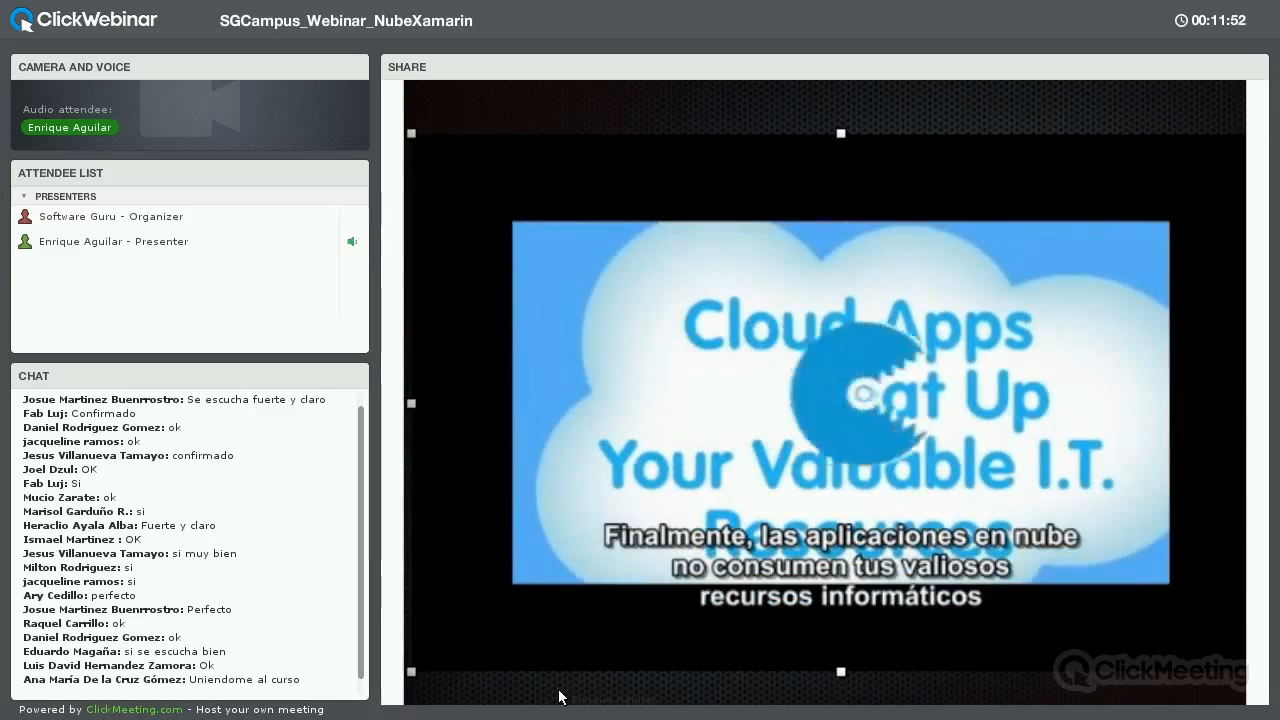 ClickWebinar
SGCampus_Webinar_NubeXamarin
00:11:52
CAMERA AND VOICE
Audio attendee:
Enrique Aguilar
ATTENDEE LIST
PRESENTERS
Software Guru - Organizer
Enrique Aguilar - Presenter
CHAT
Josue Martinez Buenrrostro: Se escucha fuerte y claro
Fab Luj: Confirmado
Daniel Rodriguez Gomez: ok
jacqueline ramos: ok
Jesus Villanueva Tamayo: confirmado
Joel Dzul: OK
Fab Luj: Si
Mucio Zarate: ok
Marisol Garduño R.: si
Heraclio Ayala Alba: Fuerte y claro
Ismael Martinez : OK
Jesus Villanueva Tamayo: si muy bien
Milton Rodriguez: si
jacqueline ramos: si
Ary Cedillo: perfecto
Josue Martinez Buenrrostro: Perfecto
Raquel Carrillo: ok
Daniel Rodriguez Gomez: ok
Eduardo Magaña: si se escucha bien
Luis David Hernandez Zamora: Ok
Ana María De la Cruz Gómez: Uniendome al curso
Powered by ClickMeeting.com - Host your own meeting
SHARE
Cloud Apps
at Up
Your Valuable I.T.
Resources
Finalmente, las aplicaciones en nube
no consumen tus valiosos
recursos informáticos
ClickMeeting
Enrique Aguilar